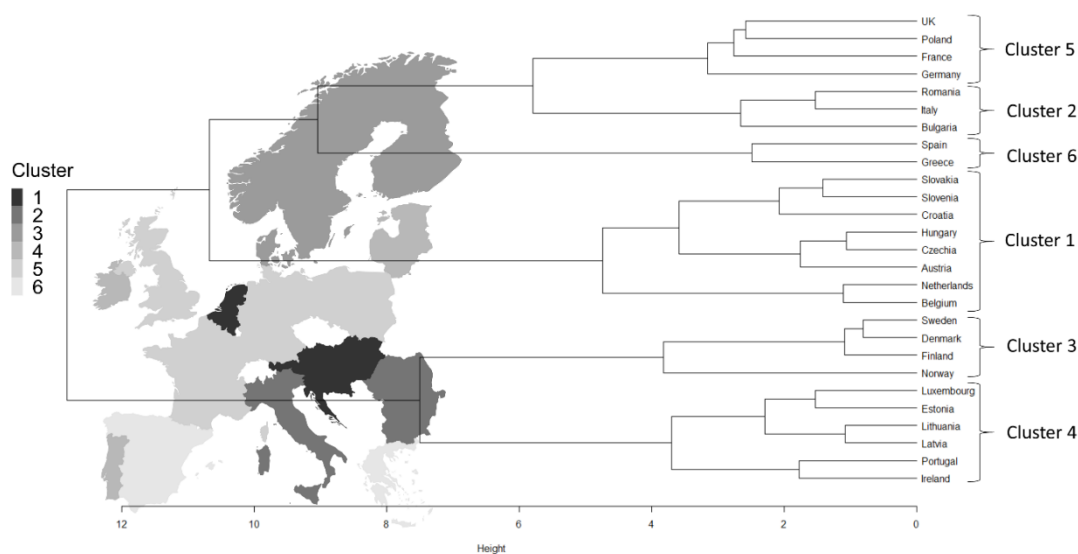 UK
Poland
France
Germany
Cluster 5
Romania
Italy
Bulgaria
Cluster 2
Spain
Greece
Cluster 6
Slovakia
Slovenia
Croatia
Hungary
Czechia
Austria
Netherlands
Belgium
Cluster 1
Sweden
Denmark
Finland
Norway
Cluster 3
Luxembourg
Estonia
Lithuania
Latvia
Portugal
Ireland
Cluster 4
Cluster
1
2
3
4
5
6
12 10 8 6 4 2 0
Height